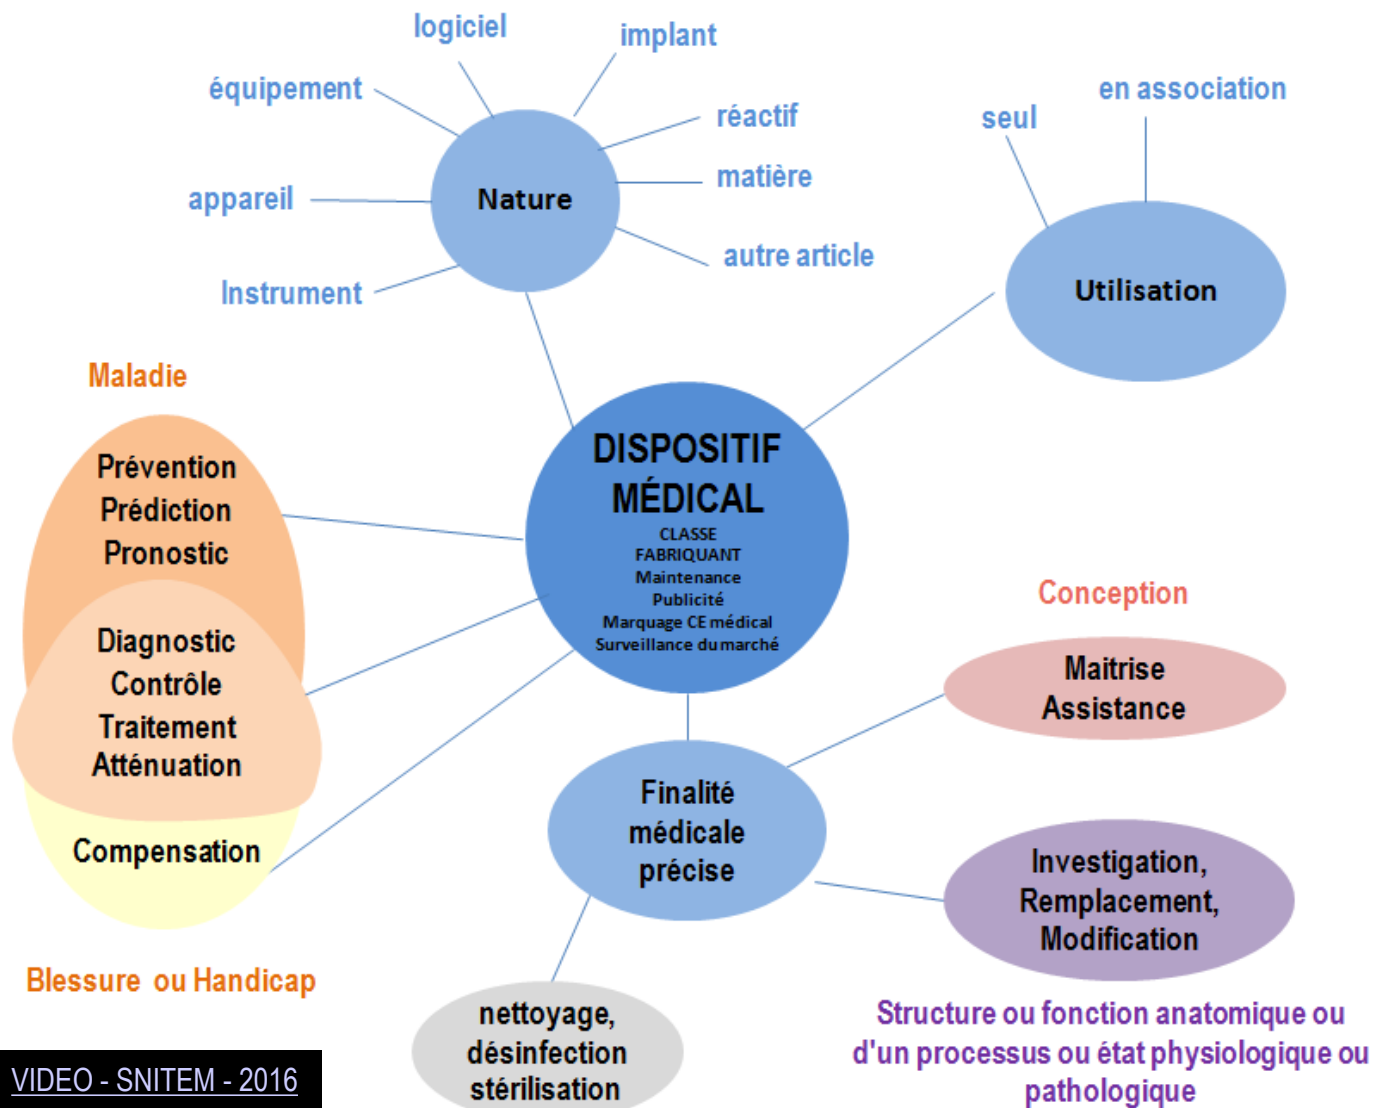 logiciel
implant
équipement
réactif
en association
seul
appareil
Nature
matière
autre article
Instrument
Utilisation
Maladie
Prévention
Prédiction
Pronostic
Diagnostic
Contrôle
Traitement
Atténuation
Compensation
Blessure ou Handicap
DISPOSITIF
MÉDICAL
CLASSE
FABRIQUANT
Maintenance
Publicité
Marquage CE médical
Surveillance du marché
Conception
Maitrise
Assistance
Finalité
médicale
précise
Investigation,
Remplacement,
Modification
Structure ou fonction anatomique ou
d'un processus ou état physiologique ou
pathologique
nettoyage,
désinfection
stérilisation
VIDEO - SNITEM - 2016